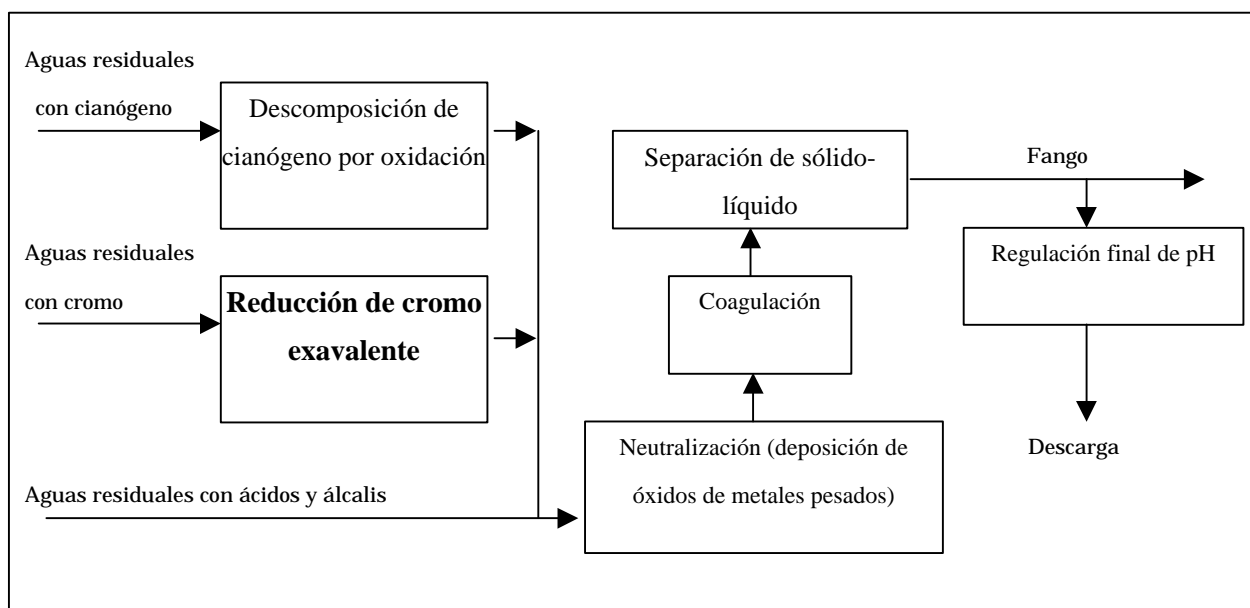 Aguas residuales
con cianógeno
Descomposición de
cianógeno por oxidación
Aguas residuales
con cromo
Reducción de cromo
exavalente
Aguas residuales con ácidos y álcalis
Neutralización (deposición de
óxidos de metales pesados)
Coagulación
Separación de sólido-
líquido
Fango
Regulación final de pH
Descarga